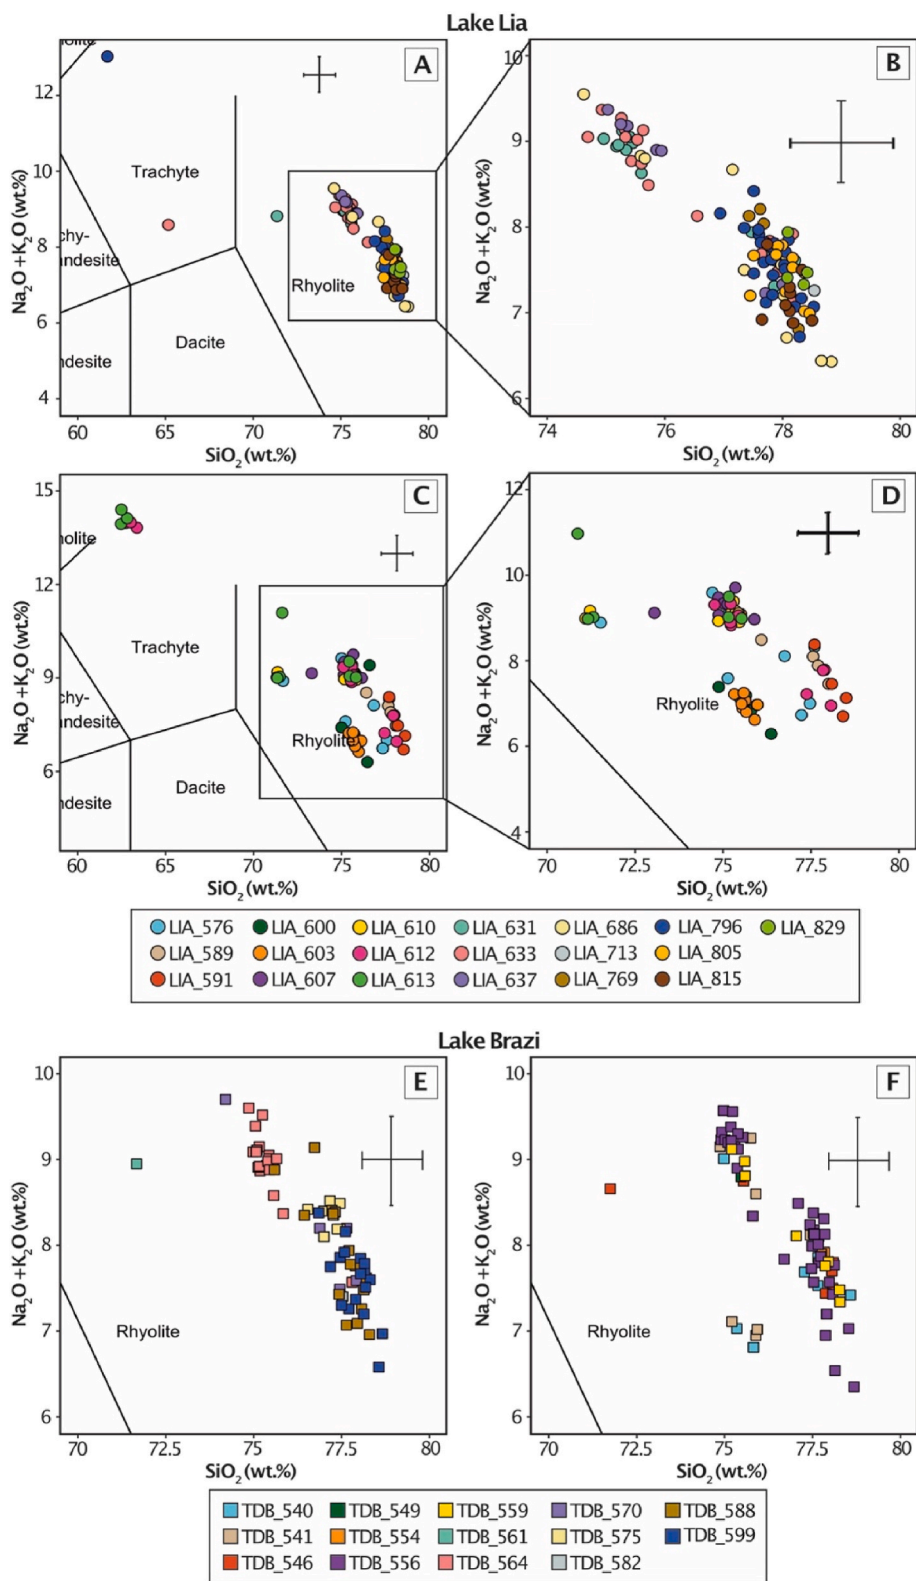 Lake Lia
A
Na₂O+K₂O (wt.%)
12
10
8
6
4
olite
Trachyte
chy-
ndesite
Rhyolite
Dacite
ndesite
60 65 70 75 80
SiO₂ (wt.%)
B
Na₂O+K₂O (wt.%)
10
9
8
7
6
74 76 78 80
SiO₂ (wt.%)
C
Na₂O+K₂O (wt.%)
15
12
9
6
nolite
Trachyte
chy-
ndesite
Rhyolite
Dacite
ndesite
60 65 70 75 80
SiO₂ (wt.%)
D
Na₂O+K₂O (wt.%)
10
8
6
4
Rhyolite
70 72.5 75 77.5 80
SiO₂ (wt.%)
LIA_576 LIA_600 LIA_610 LIA_631 LIA_686 LIA_796 LIA_829
LIA_589 LIA_603 LIA_612 LIA_633 LIA_713 LIA_805
LIA_591 LIA_607 LIA_613 LIA_637 LIA_769 LIA_815
Lake Brazi
E
Na₂O+K₂O (wt.%)
10
9
8
7
6
Rhyolite
70 72.5 75 77.5 80
SiO₂ (wt.%)
F
Na₂O+K₂O (wt.%)
10
9
8
7
6
Rhyolite
70 72.5 75 77.5 80
SiO₂ (wt.%)
TDB_540 TDB_549 TDB_559 TDB_570 TDB_588
TDB_541 TDB_554 TDB_561 TDB_575 TDB_599
TDB_546 TDB_556 TDB_564 TDB_582